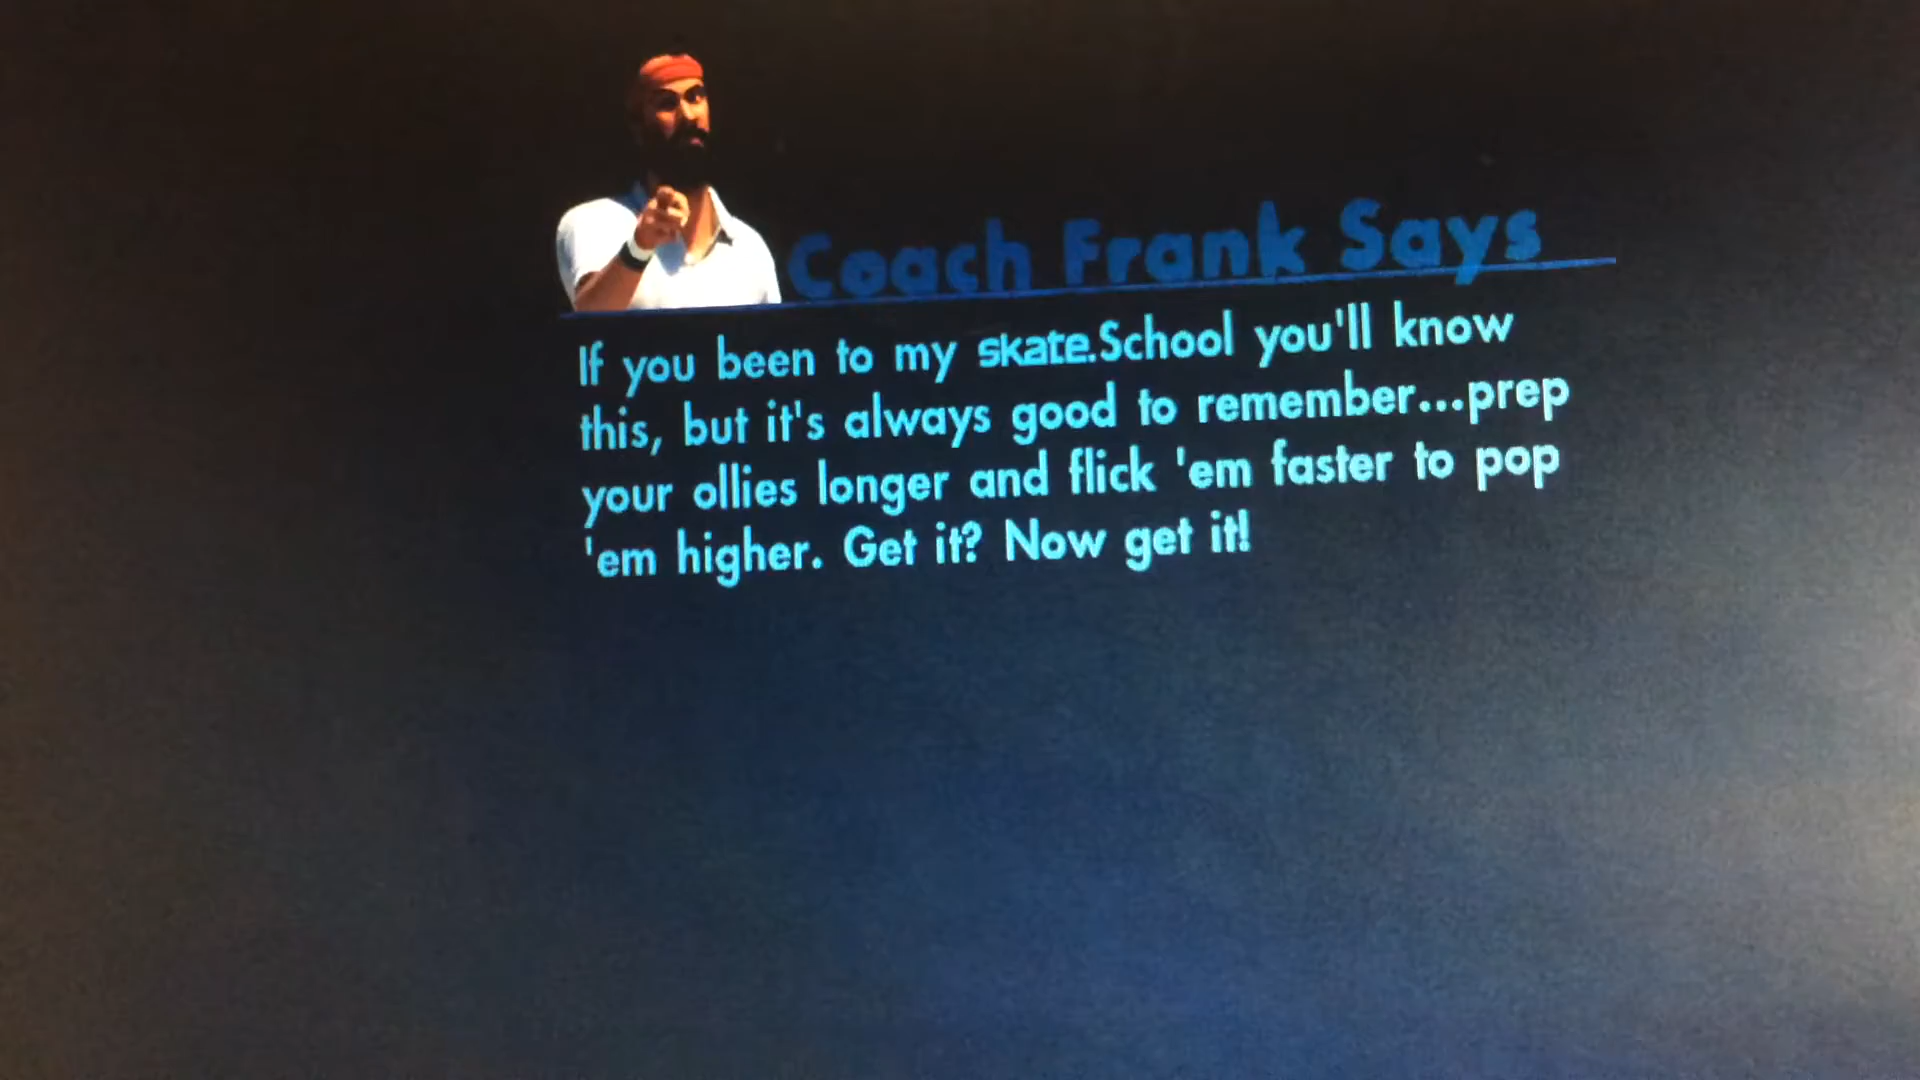 Coach Frank Says
If you been to my skate.School you'll know
this, but it's always good to remember...prep
your ollies longer and flick 'em faster to pop
'em higher. Get it? Now get it!